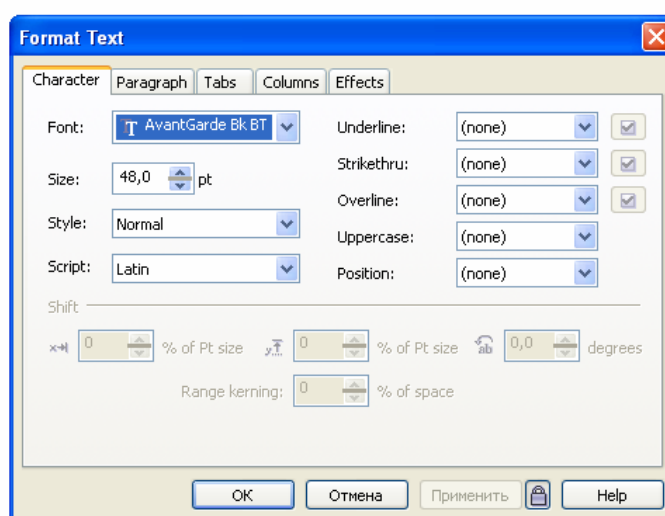 Format Text
Character Paragraph Tabs Columns Effects
Font: AvantGarde Bk BT Underline: (none)
Size: 48,0 pt Strikethru: (none)
Overline: (none)
Style: Normal Uppercase: (none)
Script: Latin Position: (none)
Shift
x 0 % of Pt size y 0 % of Pt size ab 0,0 degrees
Range kerning: 0 % of space
OK Отмена Применить Help